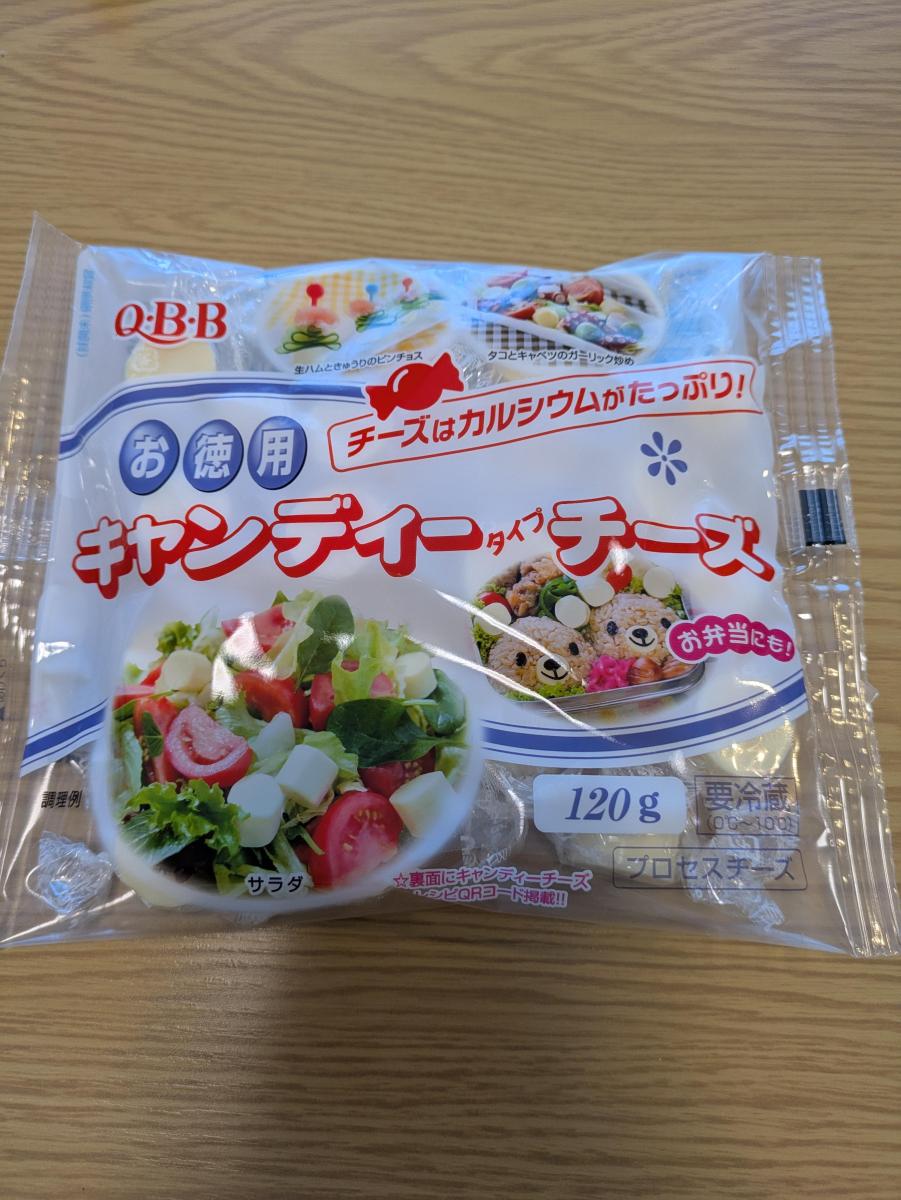 Q·B·B
生ハムときゅうりのピンチョス
タコとキャベツのガーリック炒め
チーズはカルシウムがたっぷり!
お徳用
キャンディータイプチーズ
お弁当にも!
調理例
サラダ
120g
要冷蔵
(0℃~10℃)
プロセスチーズ
☆裏面にキャンディーチーズ
レシピQRコード掲載!!